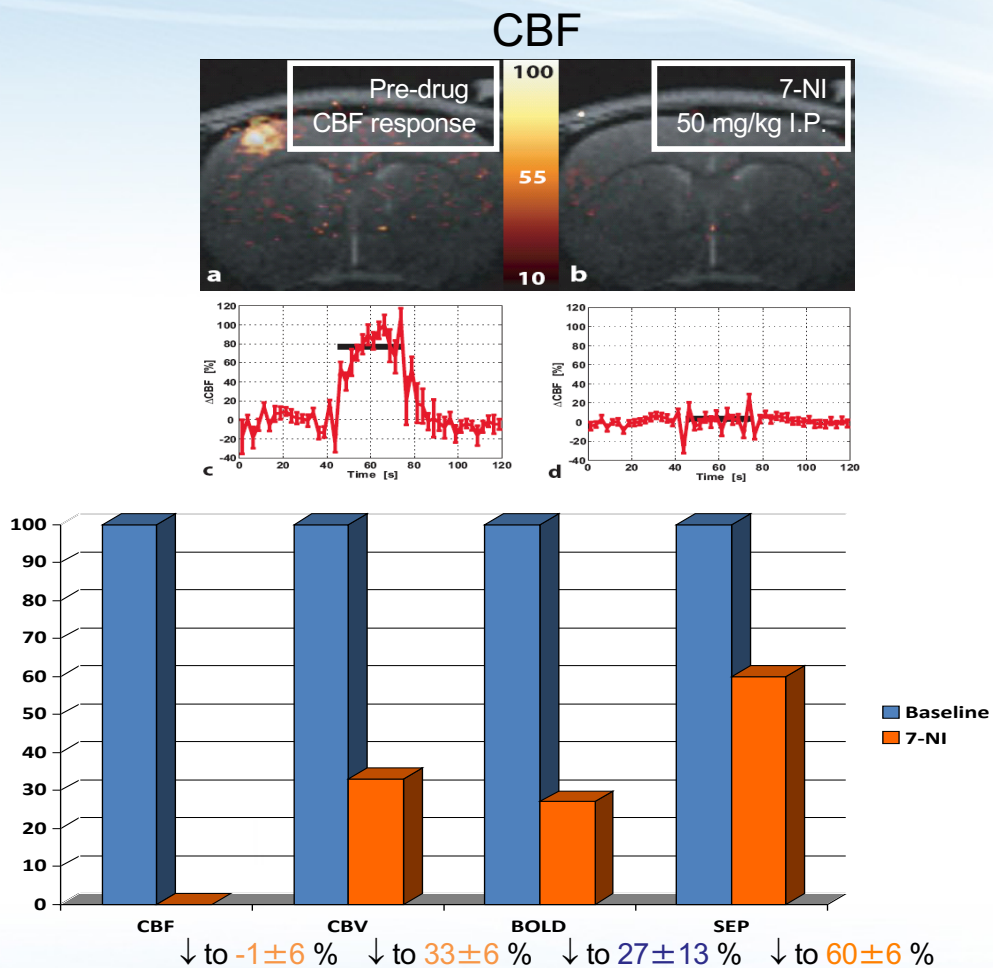 CBF
Pre-drug
CBF response
100
55
10
7-NI
50 mg/kg I.P.
a
b
120
100
80
60
40
20
0
-20
-40
ΔCBF [%]
0 20 40 60 80 100 120
Time [s]
c
120
100
80
60
40
20
0
-20
-40
ΔCBF [%]
0 20 40 60 80 100 120
Time [s]
d
100
90
80
70
60
50
40
30
20
10
0
CBF CBV BOLD SEP
Baseline
7-NI
↓ to -1±6 % ↓ to 33±6 % ↓ to 27±13 % ↓ to 60±6 %